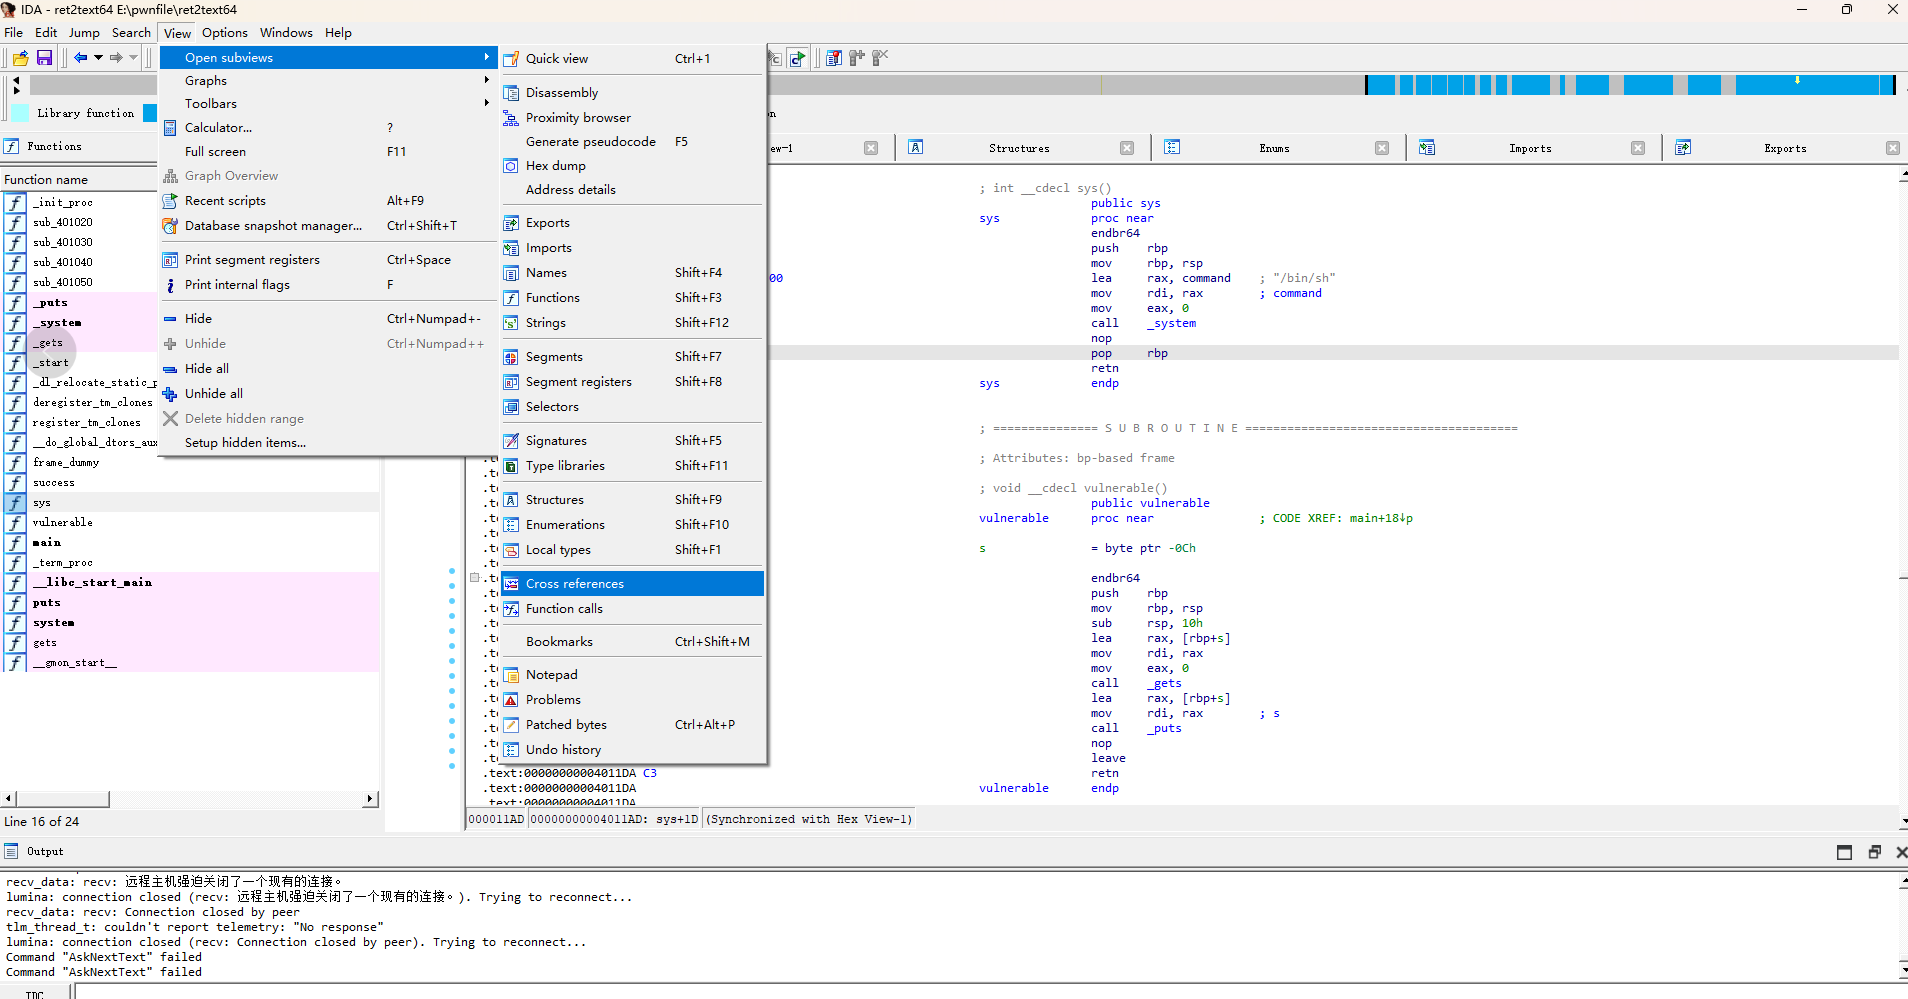 IDA - ret2text64 E:\pwnfile\ret2text64
File Edit Jump Search View Options Windows Help
Library function
Functions
Function name
_init_proc
sub_401020
sub_401030
sub_401040
sub_401050
_puts
_system
_gets
_start
_dl_relocate_static_p
deregister_tm_clones
register_tm_clones
__do_global_dtors_aux
frame_dummy
success
sys
vulnerable
main
_term_proc
__libc_start_main
puts
system
gets
__gmon_start__
Line 16 of 24
Open subviews
Graphs
Toolbars
Calculator... ?
Full screen F11
Graph Overview
Recent scripts Alt+F9
Database snapshot manager... Ctrl+Shift+T
Print segment registers Ctrl+Space
Print internal flags F
Hide Ctrl+Numpad+-
Unhide Ctrl+Numpad++
Hide all
Unhide all
Delete hidden range
Setup hidden items...
Quick view Ctrl+1
Disassembly
Proximity browser
Generate pseudocode F5
Hex dump
Address details
Exports
Imports
Names Shift+F4
Functions Shift+F3
Strings Shift+F12
Segments Shift+F7
Segment registers Shift+F8
Selectors
Signatures Shift+F5
Type libraries Shift+F11
Structures Shift+F9
Enumerations Shift+F10
Local types Shift+F1
Cross references
Function calls
Bookmarks Ctrl+Shift+M
Notepad
Problems
Patched bytes Ctrl+Alt+P
Undo history
ew-1 Structures Enums Imports Exports
; int __cdecl sys()
public sys
sys proc near
endbr64
push rbp
mov rbp, rsp
00 lea rax, command ; "/bin/sh"
mov rdi, rax ; command
mov eax, 0
call _system
nop
pop rbp
retn
sys endp
; =============== S U B R O U T I N E =======================================
; Attributes: bp-based frame
; void __cdecl vulnerable()
public vulnerable
vulnerable proc near ; CODE XREF: main+18↓p
s = byte ptr -0Ch
endbr64
push rbp
mov rbp, rsp
sub rsp, 10h
lea rax, [rbp+s]
mov rdi, rax
mov eax, 0
call _gets
lea rax, [rbp+s]
mov rdi, rax ; s
call _puts
nop
leave
.text:00000000004011DA C3 retn
.text:00000000004011DA vulnerable endp
.text:00000000004011DA
000011AD 00000000004011AD: sys+1D (Synchronized with Hex View-1)
Output
recv_data: recv: 远程主机强迫关闭了一个现有的连接。
lumina: connection closed (recv: 远程主机强迫关闭了一个现有的连接。). Trying to reconnect...
recv_data: recv: Connection closed by peer
tlm_thread_t: couldn't report telemetry: "No response"
lumina: connection closed (recv: Connection closed by peer). Trying to reconnect...
Command "AskNextText" failed
Command "AskNextText" failed
IDC